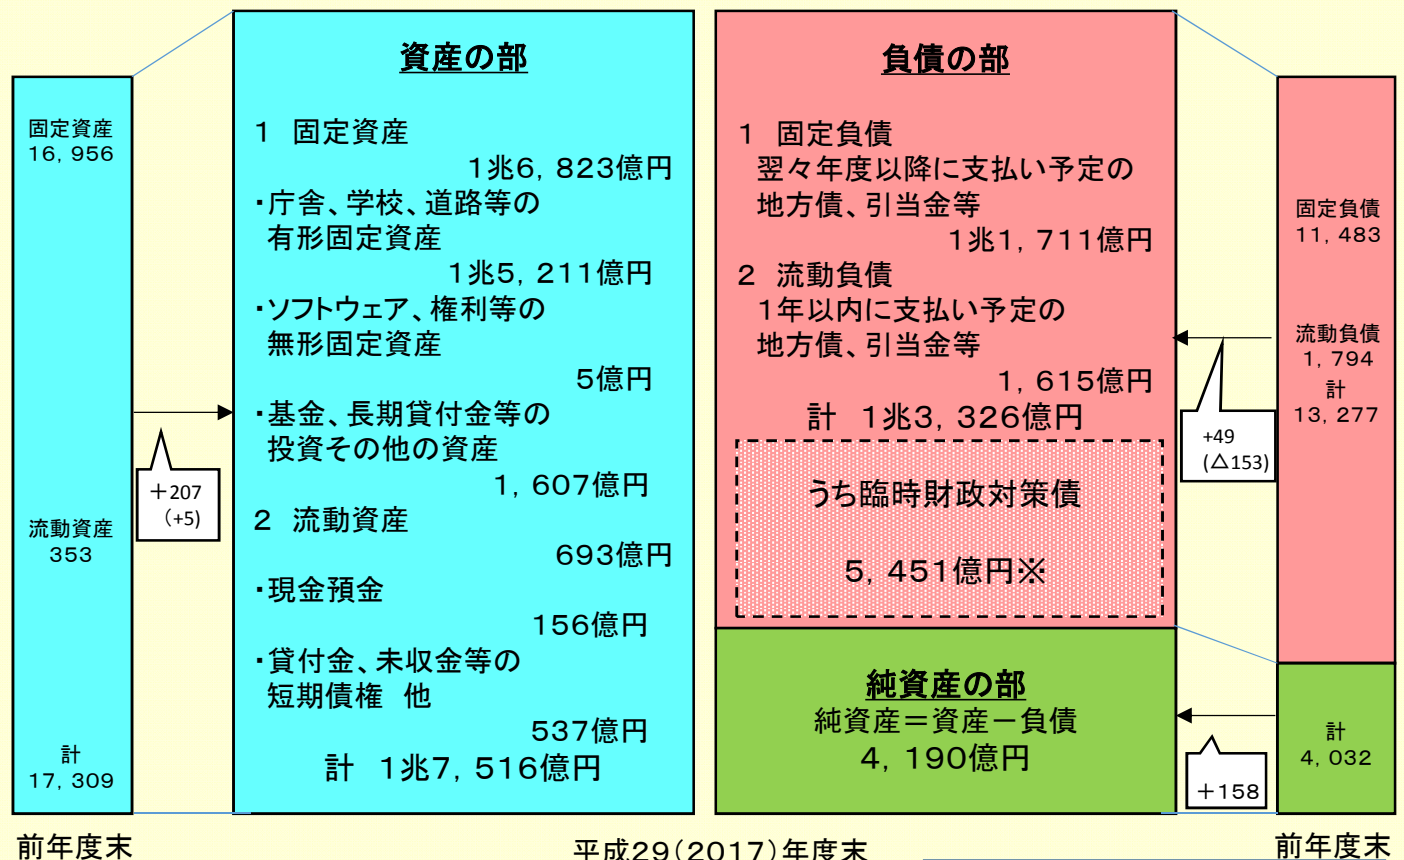 固定資産
16, 956
流動資産
353
計
17, 309
前年度末
+207
(+5)
資産の部
1 固定資産
1兆6, 823億円
・庁舎、学校、道路等の
有形固定資産
1兆5, 211億円
・ソフトウェア、権利等の
無形固定資産
5億円
・基金、長期貸付金等の
投資その他の資産
1, 607億円
2 流動資産
693億円
・現金預金
156億円
・貸付金、未収金等の
短期債権 他
537億円
計 1兆7, 516億円
負債の部
1 固定負債
翌々年度以降に支払い予定の
地方債、引当金等
1兆1, 711億円
2 流動負債
1年以内に支払い予定の
地方債、引当金等
1, 615億円
計 1兆3, 326億円
うち臨時財政対策債
5, 451億円※
純資産の部
純資産=資産-負債
4, 190億円
平成29(2017)年度末
+49
(△153)
+158
固定負債
11, 483
流動負債
1, 794
計
13, 277
計
4, 032
前年度末